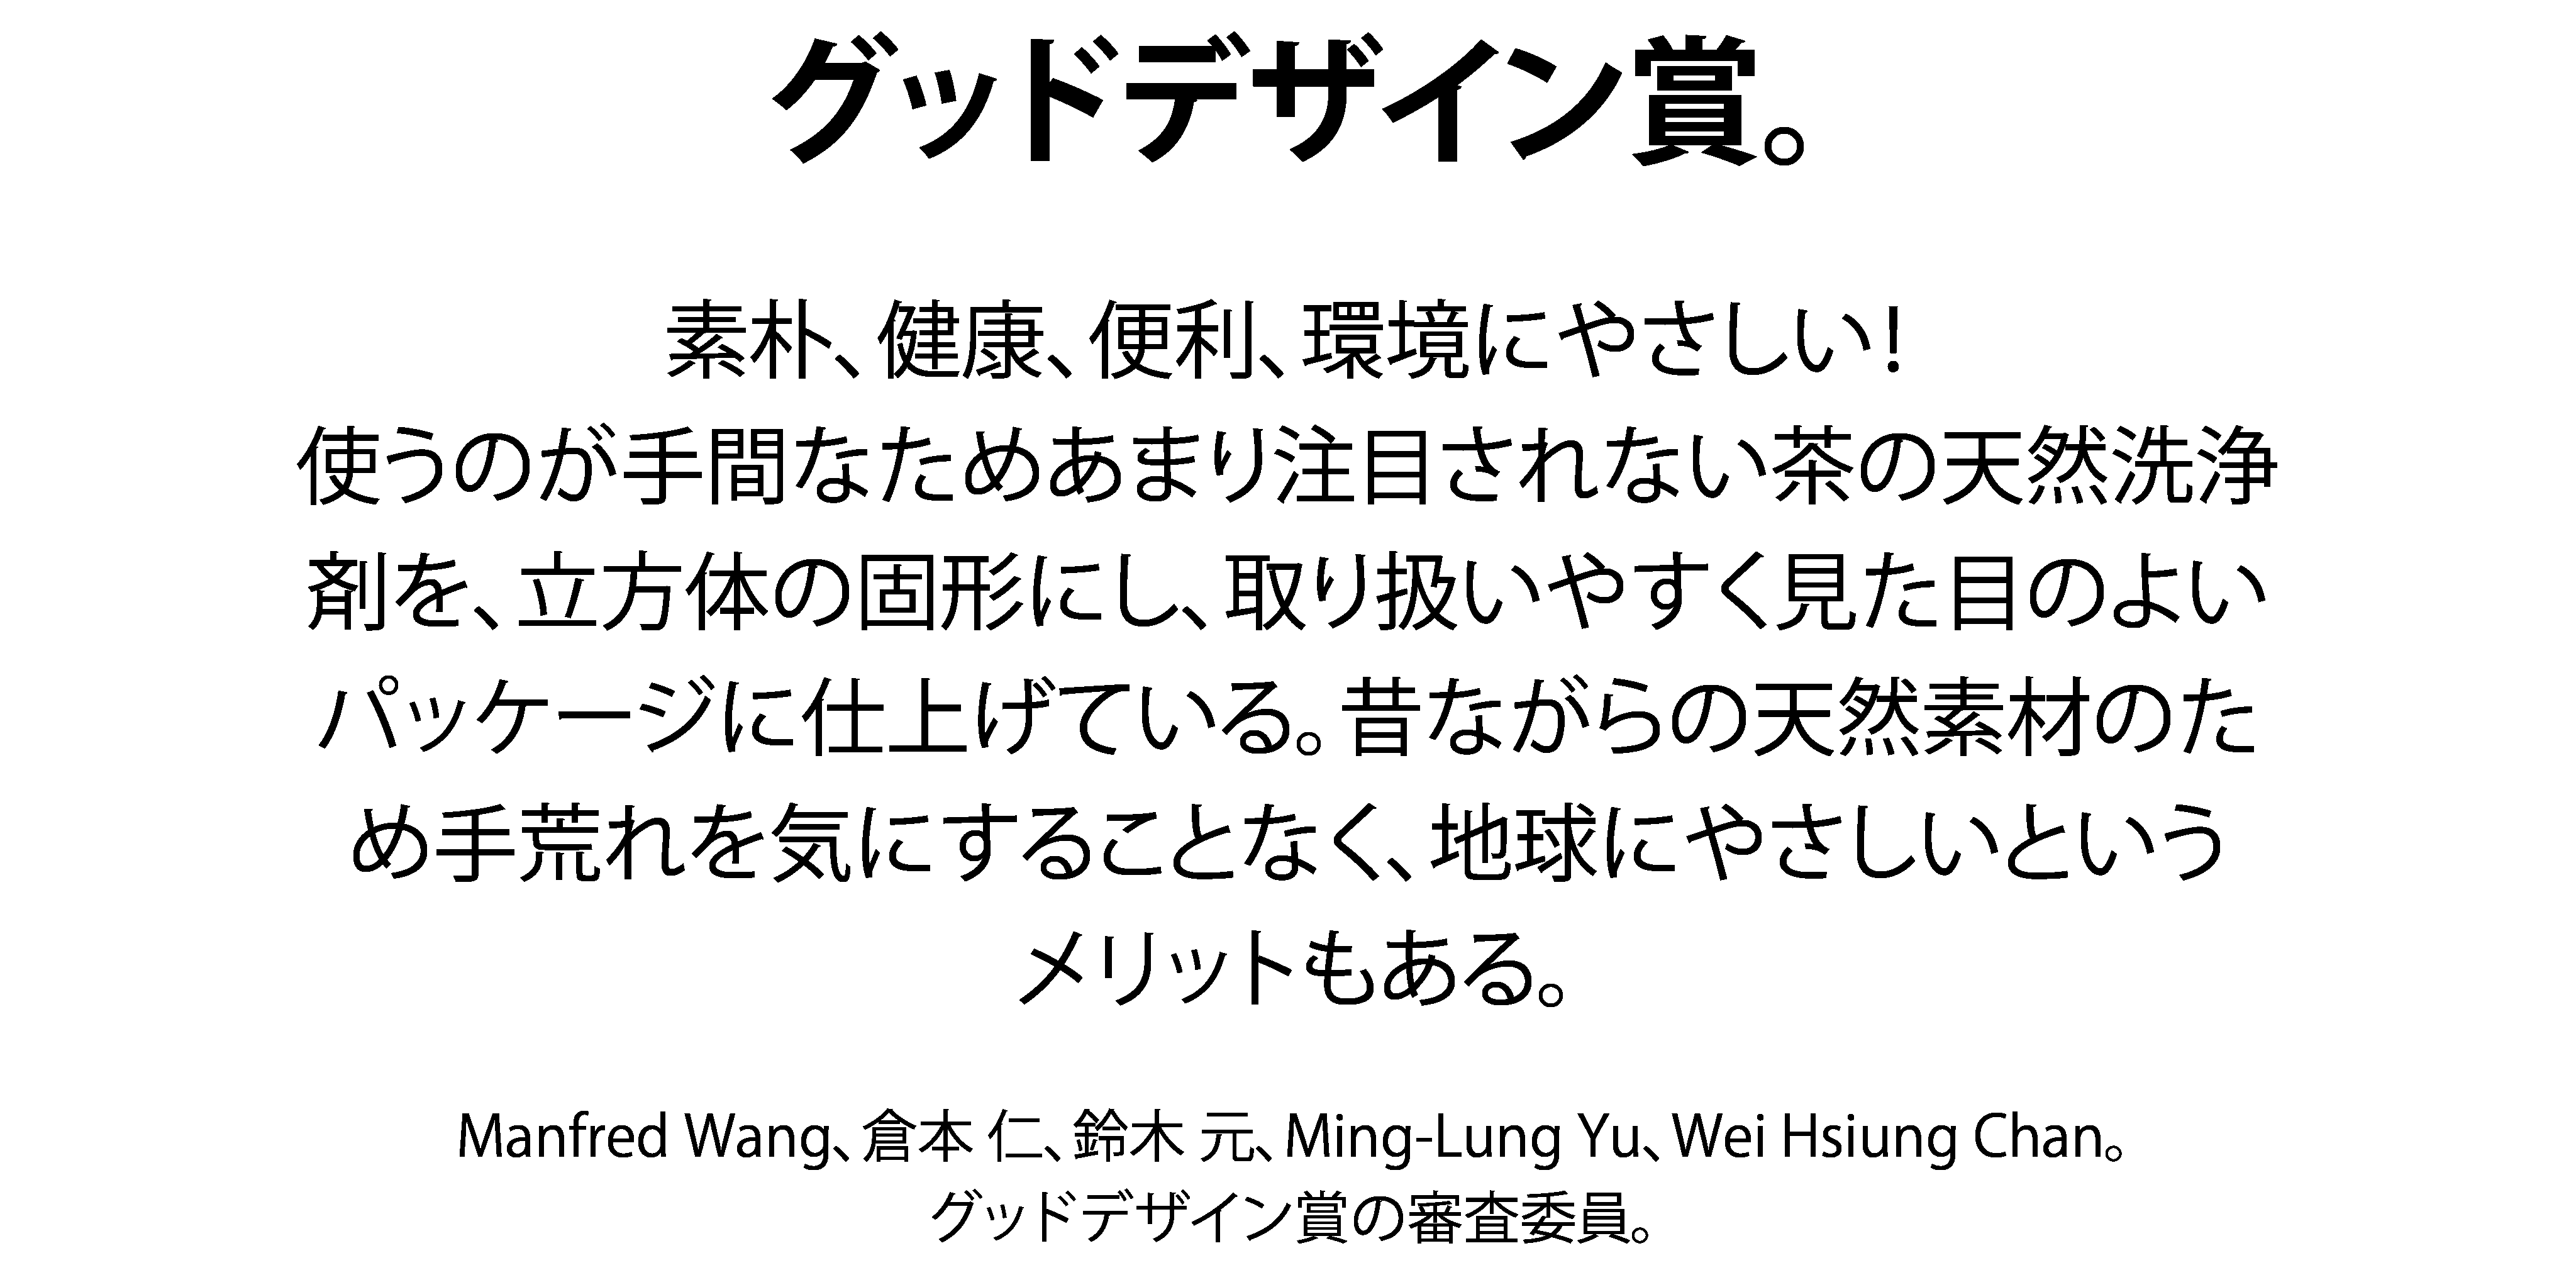 グッドデザイン賞。
素朴、健康、便利、環境にやさしい!
使うのが手間なためあまり注目されない茶の天然洗浄
剤を、立方体の固形にし、取り扱いやすく見た目のよい
パッケージに仕上げている。昔ながらの天然素材のた
め手荒れを気にすることなく、地球にやさしいという
メリットもある。
Manfred Wang、倉本 仁、鈴木 元、Ming-Lung Yu、Wei Hsiung Chan。
グッドデザイン賞の審査委員。